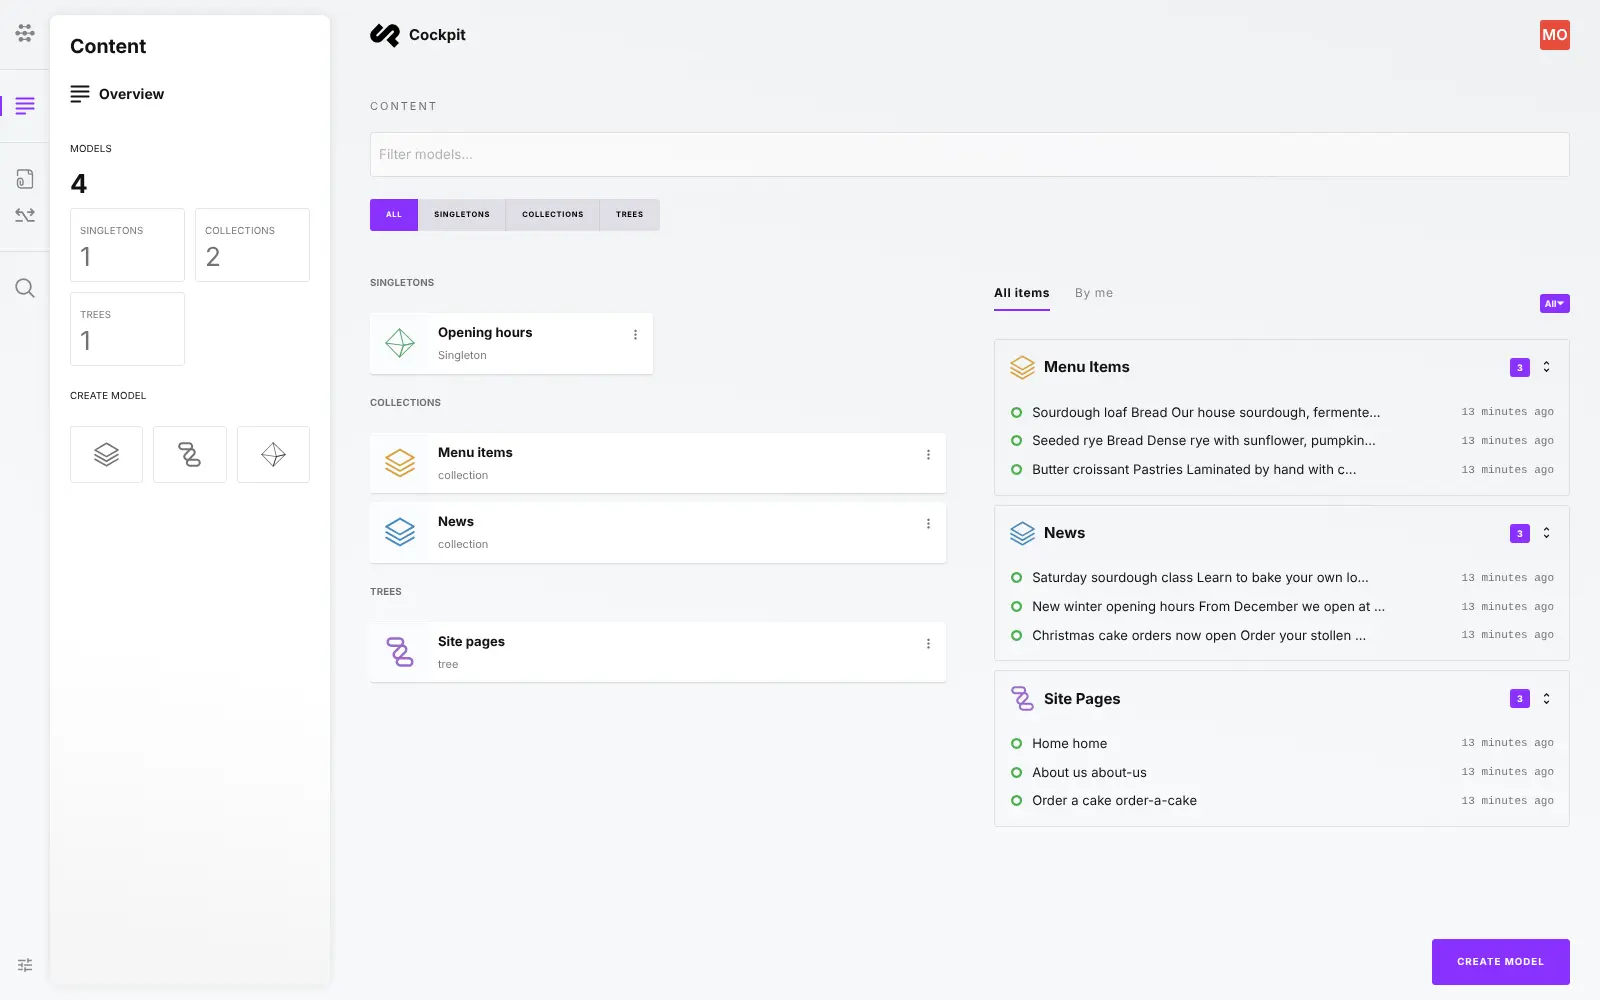 Content
Overview
MODELS
4
SINGLETONS
1
COLLECTIONS
2
TREES
1
CREATE MODEL
Cockpit
MO
CONTENT
Filter models...
ALL SINGLETONS COLLECTIONS TREES
SINGLETONS
Opening hours
Singleton
COLLECTIONS
Menu items
collection
News
collection
TREES
Site pages
tree
All items By me
All
Menu Items 3
Sourdough loaf Bread Our house sourdough, fermente... 13 minutes ago
Seeded rye Bread Dense rye with sunflower, pumpkin... 13 minutes ago
Butter croissant Pastries Laminated by hand with c... 13 minutes ago
News 3
Saturday sourdough class Learn to bake your own lo... 13 minutes ago
New winter opening hours From December we open at ... 13 minutes ago
Christmas cake orders now open Order your stollen ... 13 minutes ago
Site Pages 3
Home home 13 minutes ago
About us about-us 13 minutes ago
Order a cake order-a-cake 13 minutes ago
CREATE MODEL